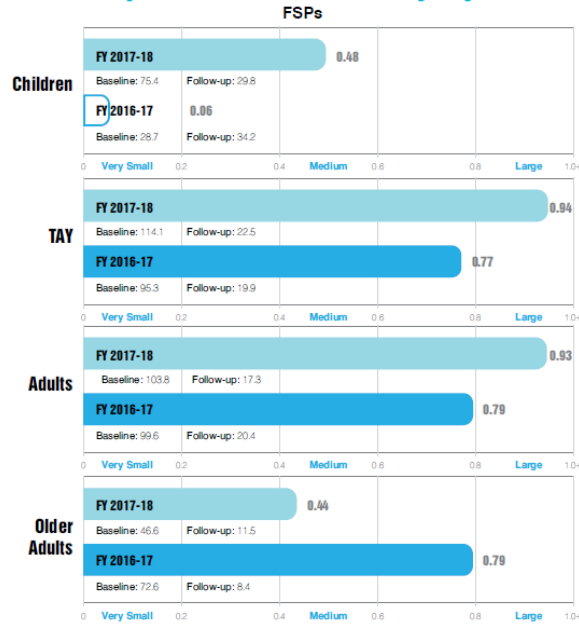 FSPs
Children
FY 2017-18 0.48
Baseline: 75.4 Follow-up: 29.8
FY 2016-17 0.06
Baseline: 28.7 Follow-up: 34.2
0 Very Small 0.2 0.4 Medium 0.6 0.8 Large 1.0+
TAY
FY 2017-18 0.94
Baseline: 114.1 Follow-up: 22.5
FY 2016-17 0.77
Baseline: 95.3 Follow-up: 19.9
0 Very Small 0.2 0.4 Medium 0.6 0.8 Large 1.0+
Adults
FY 2017-18 0.93
Baseline: 103.8 Follow-up: 17.3
FY 2016-17 0.79
Baseline: 99.6 Follow-up: 20.4
0 Very Small 0.2 0.4 Medium 0.6 0.8 Large 1.0+
Older
Adults
FY 2017-18 0.44
Baseline: 46.6 Follow-up: 11.5
FY 2016-17 0.79
Baseline: 72.6 Follow-up: 8.4
0 Very Small 0.2 0.4 Medium 0.6 0.8 Large 1.0+